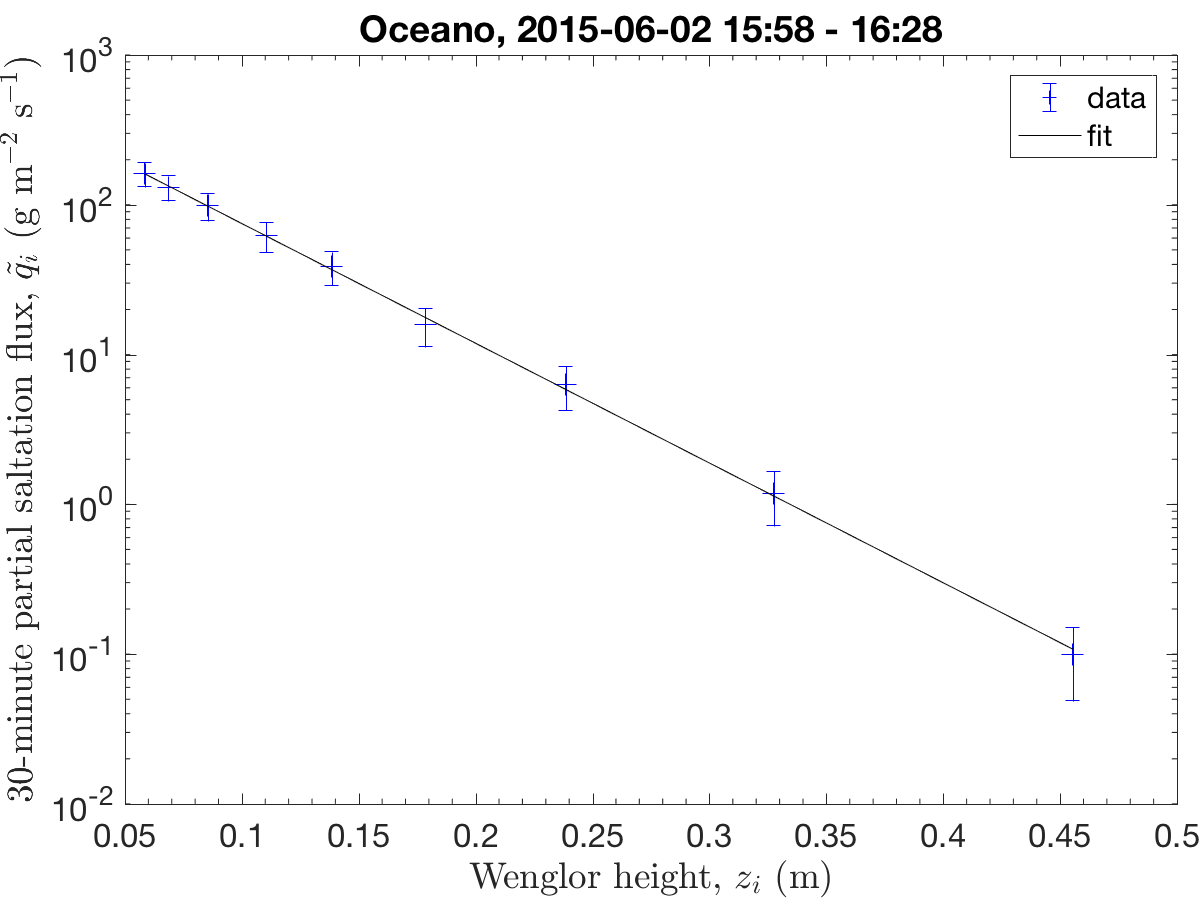 Oceano, 2015-06-02 15:58 - 16:28
data
fit
30-minute partial saltation flux, q̃ᵢ (g m⁻² s⁻¹)
10³
10²
10¹
10⁰
10⁻¹
10⁻²
0.05 0.1 0.15 0.2 0.25 0.3 0.35 0.4 0.45 0.5
Wenglor height, zᵢ (m)